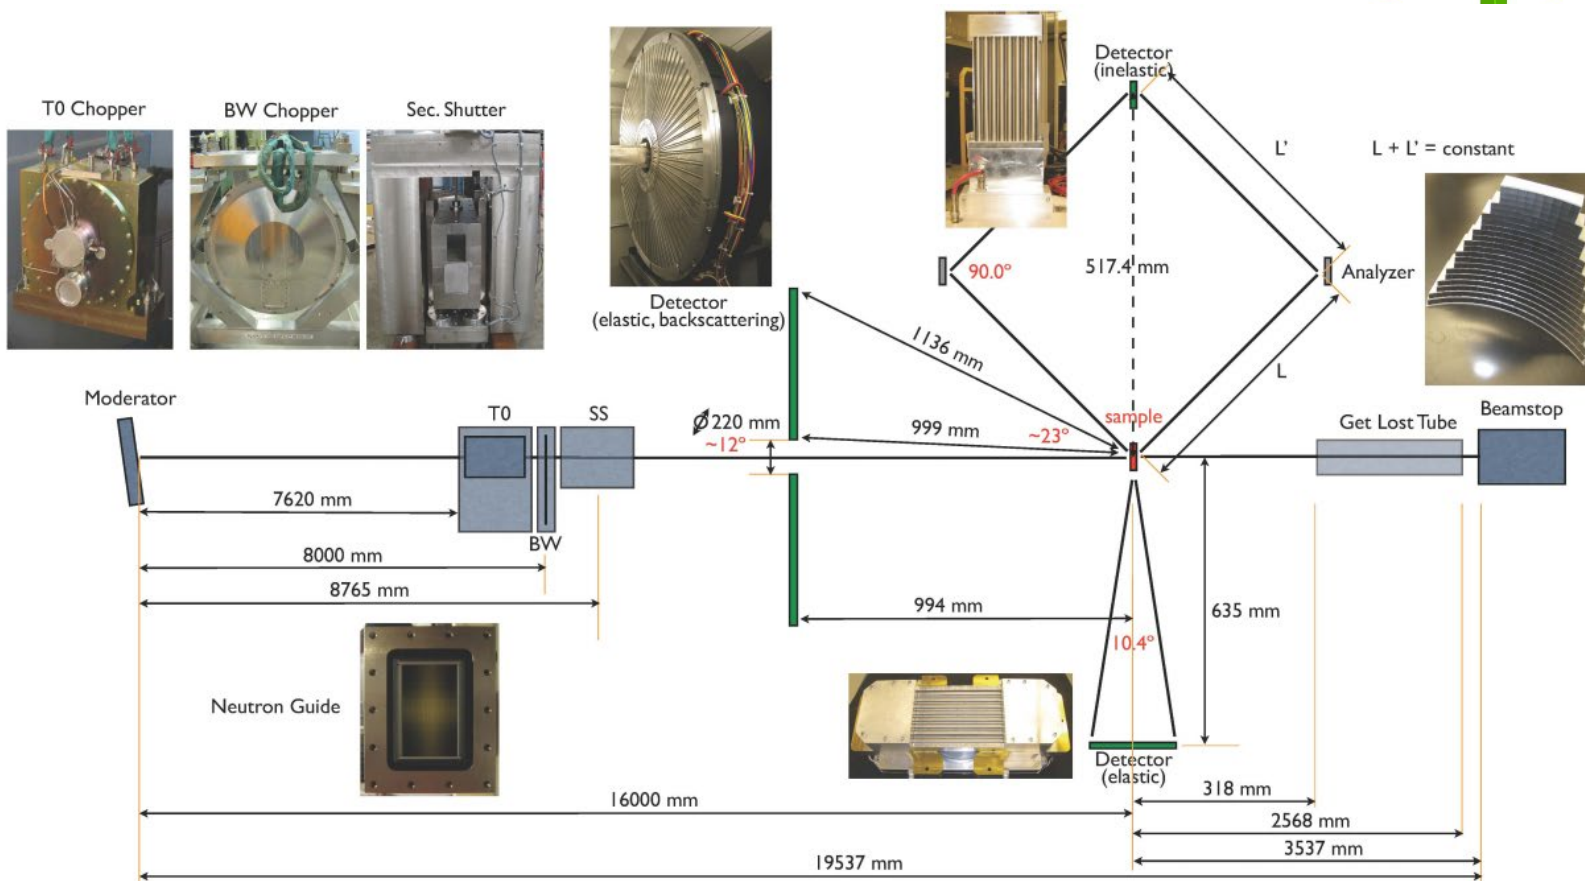 T0 Chopper
BW Chopper
Sec. Shutter
Detector
(elastic, backscattering)
Detector
(inelastic)
L'
L + L' = constant
90.0°
517.4 mm
Analyzer
L
1136 mm
Moderator
T0
SS
Ø 220 mm
~12°
999 mm
~23°
sample
Get Lost Tube
Beamstop
7620 mm
BW
8000 mm
8765 mm
994 mm
635 mm
10.4°
Neutron Guide
Detector
(elastic)
318 mm
16000 mm
2568 mm
3537 mm
19537 mm